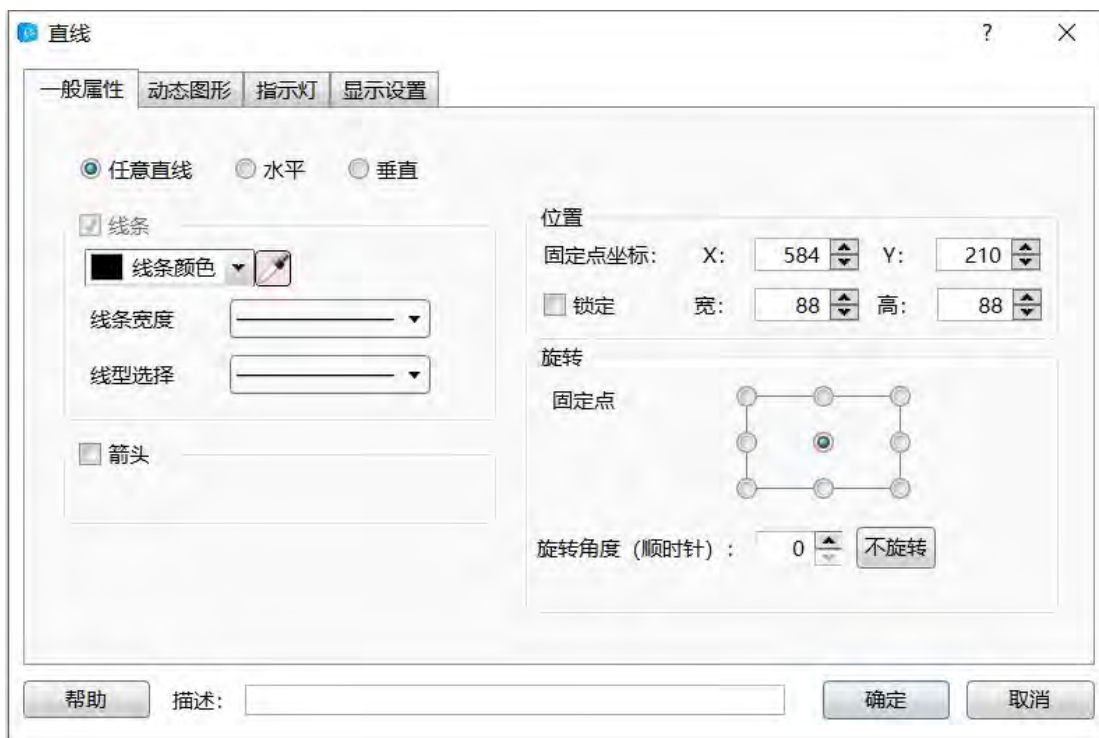 直线 ?
一般属性 动态图形 指示灯 显示设置
任意直线 水平 垂直
线条
线条颜色
线条宽度
线型选择
箭头
位置
固定点坐标: X: 584 Y: 210
锁定 宽: 88 高: 88
旋转
固定点
旋转角度 (顺时针) : 0 不旋转
帮助 描述: 确定 取消